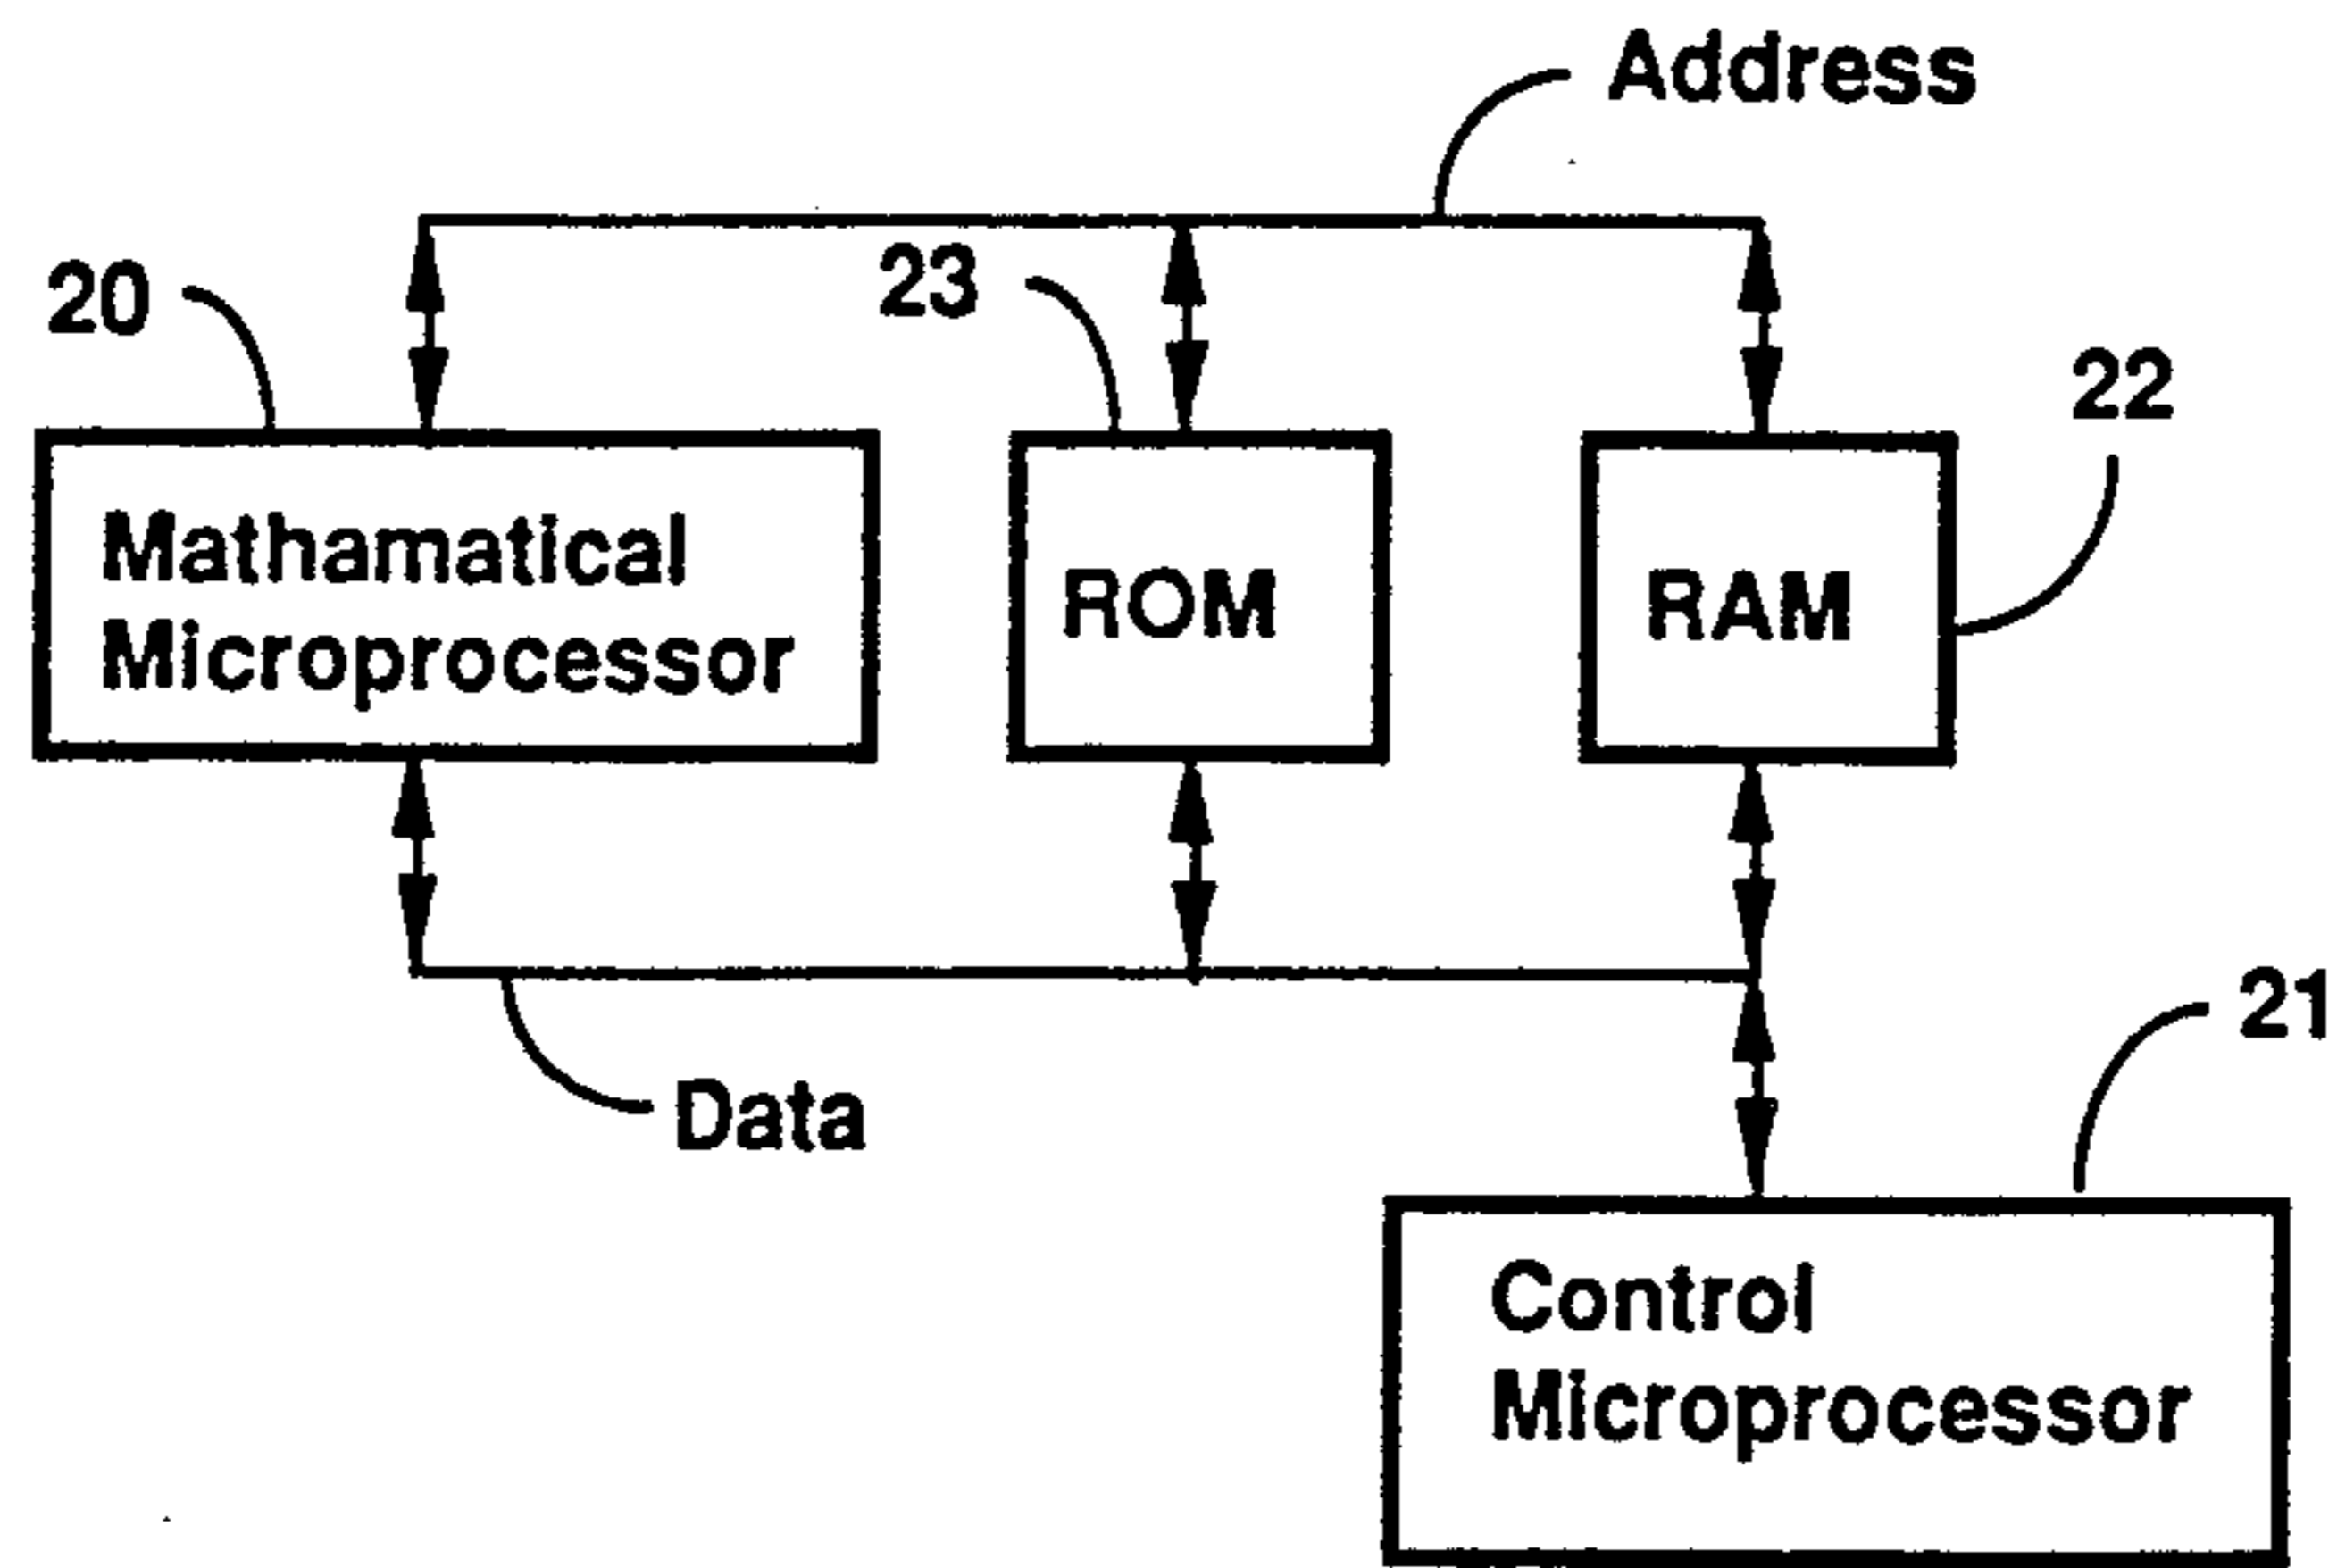 Address
20
23
22
Mathamatical
Microprocessor
ROM
RAM
Data
21
Control
Microprocessor